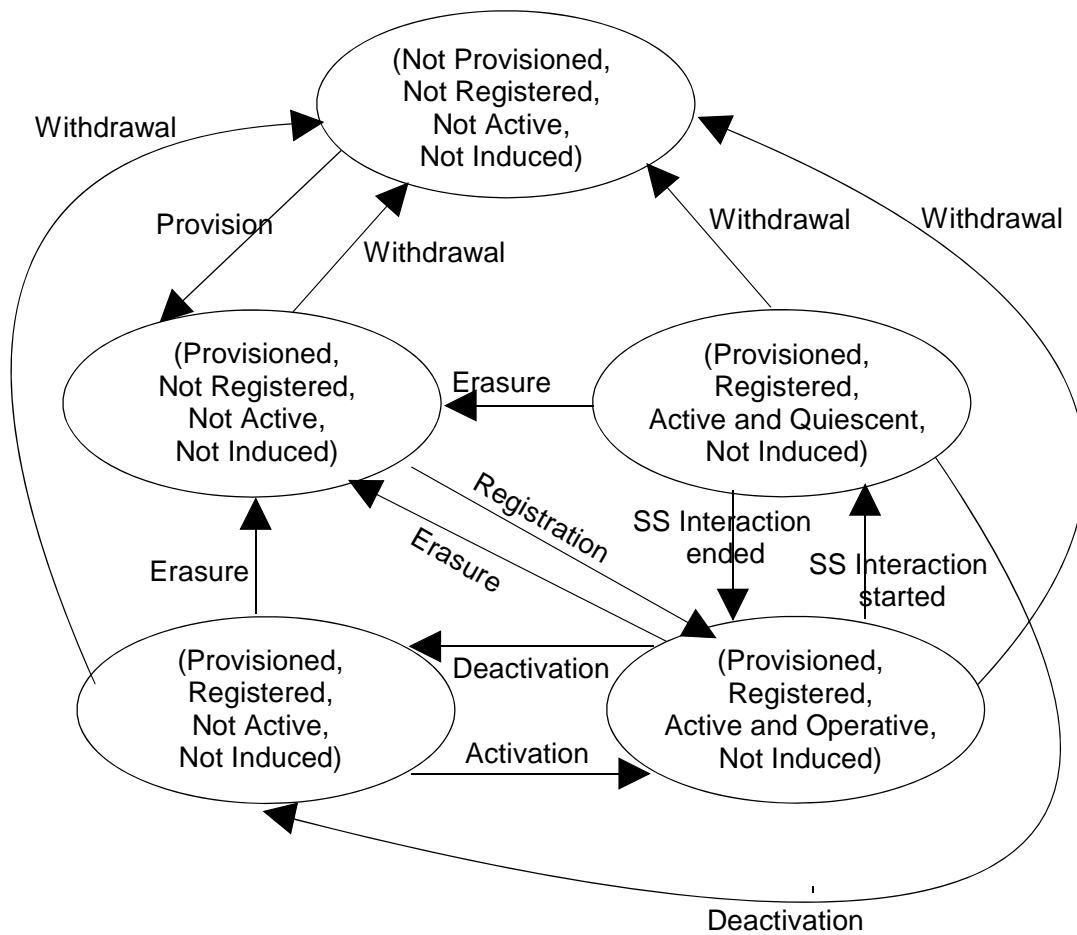 (Not Provisioned,
Not Registered,
Not Active,
Not Induced)
Withdrawal
Provision
Withdrawal
Withdrawal
Withdrawal
(Provisioned,
Not Registered,
Not Active,
Not Induced)
Erasure
(Provisioned,
Registered,
Active and Quiescent,
Not Induced)
Registration
Erasure
SS Interaction
ended
SS Interaction
started
Erasure
(Provisioned,
Registered,
Not Active,
Not Induced)
Deactivation
Activation
(Provisioned,
Registered,
Active and Operative,
Not Induced)
Deactivation